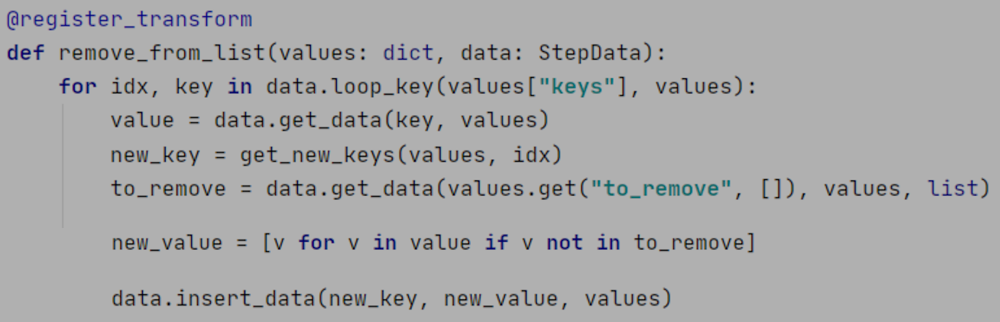 @register_transform
def remove_from_list(values: dict, data: StepData):
    for idx, key in data.loop_key(values["keys"], values):
        value = data.get_data(key, values)
        new_key = get_new_keys(values, idx)
        to_remove = data.get_data(values.get("to_remove", []), values, list)
        new_value = [v for v in value if v not in to_remove]
        data.insert_data(new_key, new_value, values)